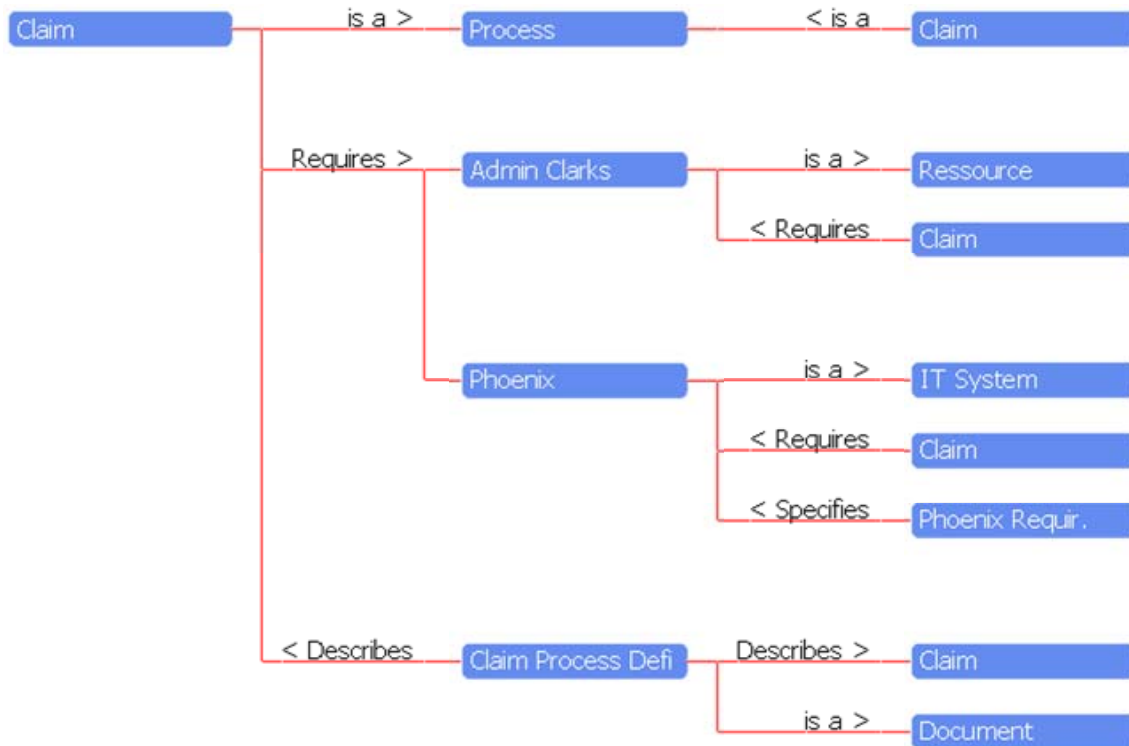 Claim
is a >
Process
< is a
Claim
Requires >
Admin Clarks
is a >
Ressource
< Requires
Claim
Phoenix
is a >
IT System
< Requires
Claim
< Specifies
Phoenix Requir.
< Describes
Claim Process Defi
Describes >
Claim
is a >
Document